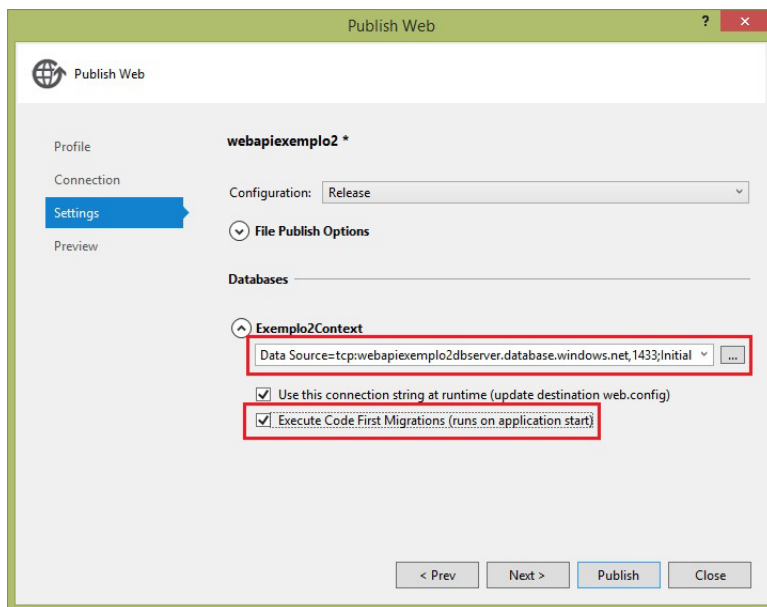 Publish Web
?
Publish Web
Profile
Connection
Settings
Preview
webapiexemplo2 *
Configuration: Release
File Publish Options
Databases
Exemplo2Context
Data Source=tcp:webapiexemplo2dbserver.database.windows.net,1433;Initial
...
Use this connection string at runtime (update destination web.config)
Execute Code First Migrations (runs on application start)
< Prev
Next >
Publish
Close